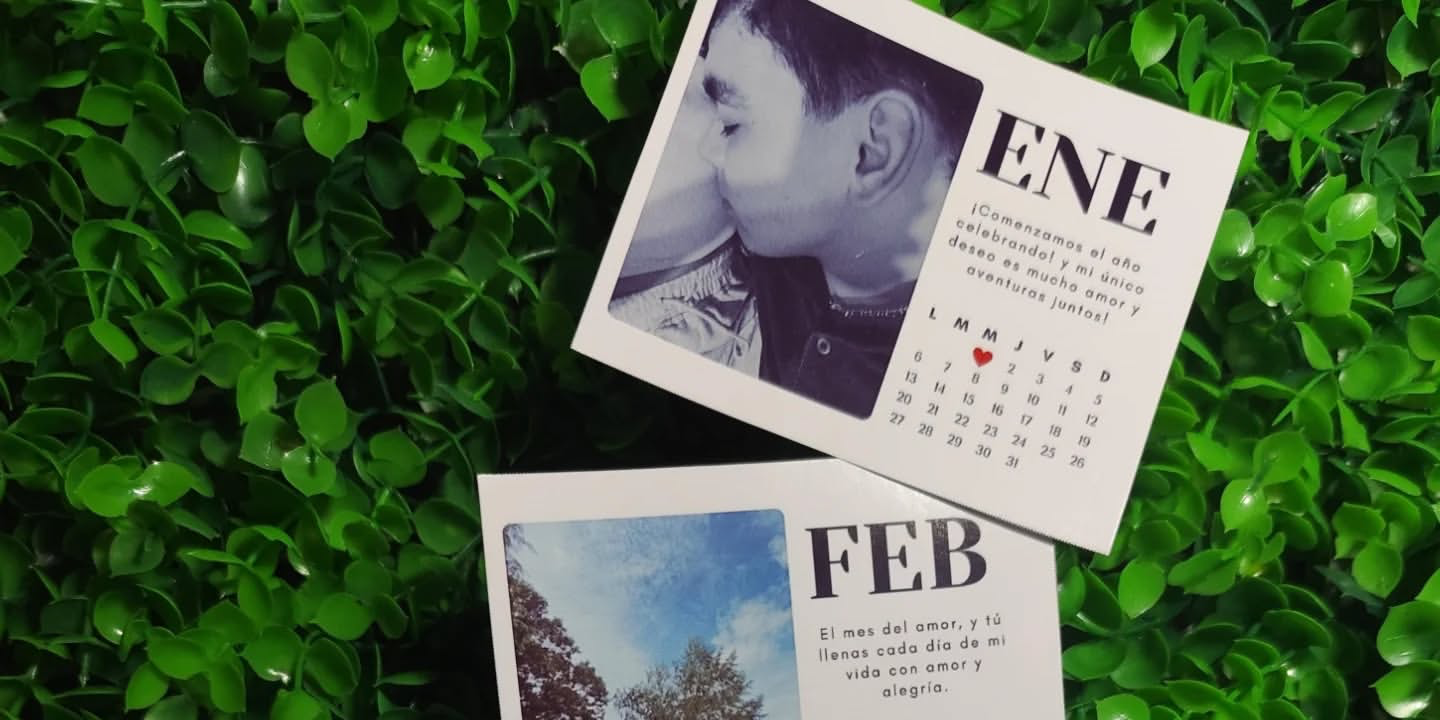 ENE
¡Comenzamos el año
celebrando! y mi único
deseo es mucho amor y
aventuras juntos!
L M M J V S D
2 3 4 5
6 7 8 9 10 11 12
13 14 15 16 17 18 19
20 21 22 23 24 25 26
27 28 29 30 31
FEB
El mes del amor, y tú
llenas cada día de mi
vida con amor y
alegría.